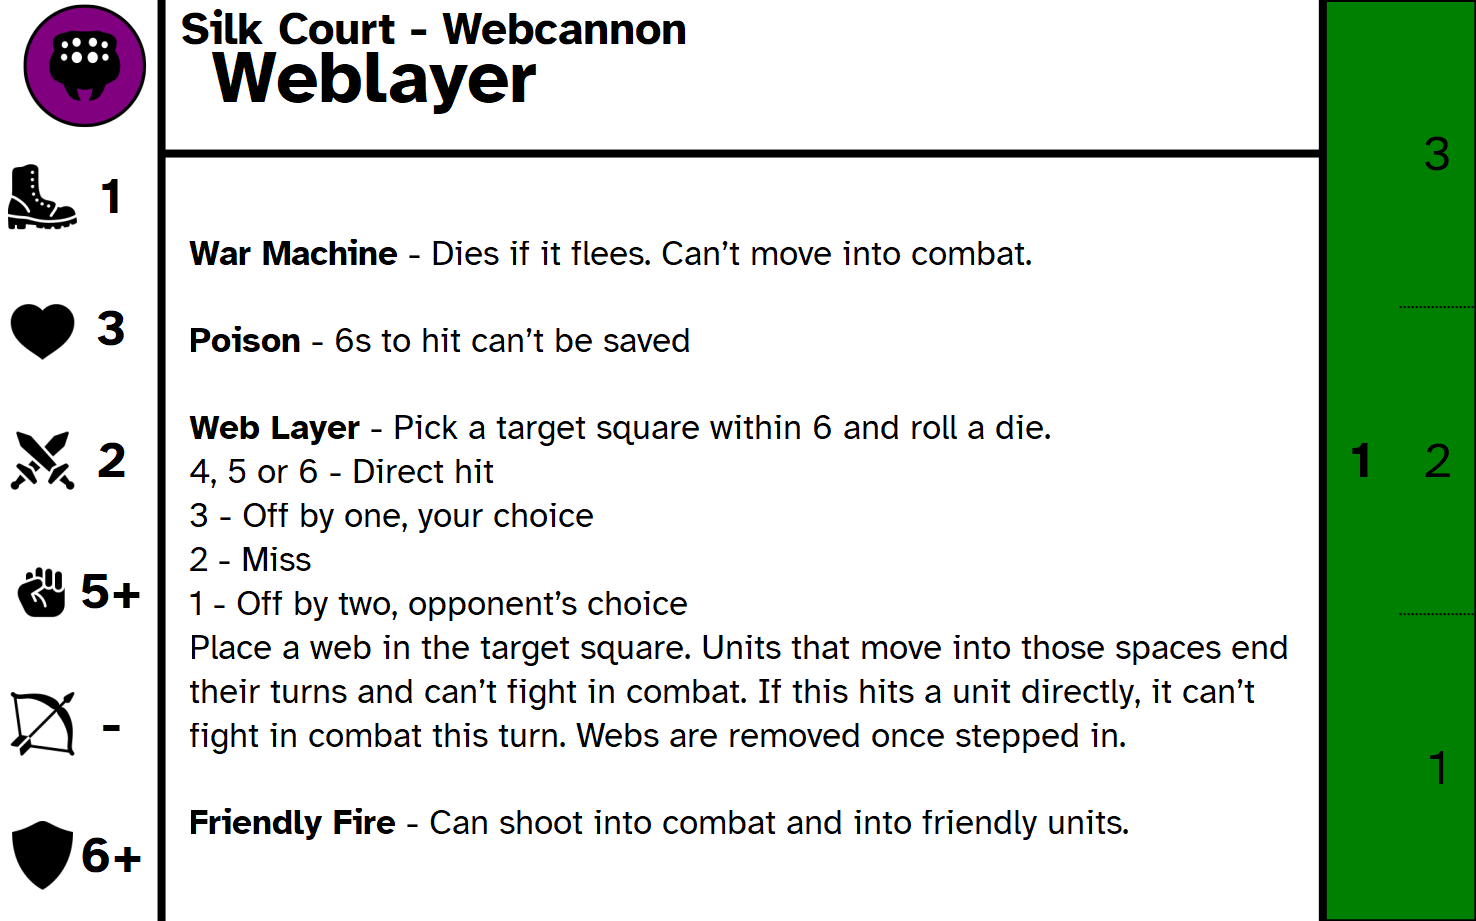 Silk Court - Webcannon
Weblayer
1
3
2
5+
-
6+
War Machine - Dies if it flees. Can’t move into combat.
Poison - 6s to hit can’t be saved
Web Layer - Pick a target square within 6 and roll a die.
4, 5 or 6 - Direct hit
3 - Off by one, your choice
2 - Miss
1 - Off by two, opponent’s choice
Place a web in the target square. Units that move into those spaces end
their turns and can’t fight in combat. If this hits a unit directly, it can’t
fight in combat this turn. Webs are removed once stepped in.
Friendly Fire - Can shoot into combat and into friendly units.
3
1 2
1